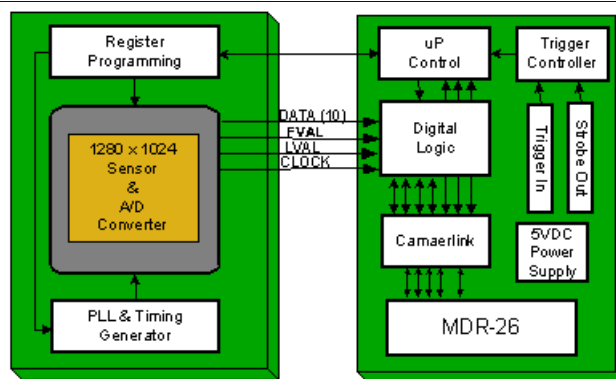 Register
Programming
1280 x 1024
Sensor
&
A/D
Converter
PLL & Timing
Generator
DATA (10)
FVAL
LVAL
CLOCK
uP
Control
Trigger
Controller
Digital
Logic
Trigger In
Strobe Out
Camaerlink
5VDC
Power
Supply
MDR-26